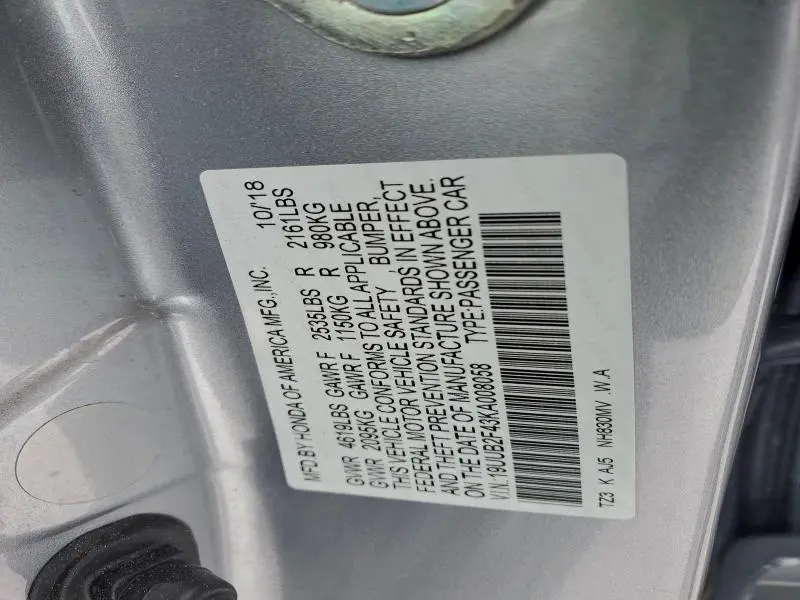 MFD BY HONDA OF AMERICA MFG.,INC. 10/18
GVWR 4619LBS GAWR F 2535LBS R 2161LBS
GVWR 2095KG GAWR F 1150KG R 980KG
THIS VEHICLE CONFORMS TO ALL APPLICABLE
FEDERAL MOTOR VEHICLE SAFETY , BUMPER,
AND THEFT PREVENTION STANDARDS IN EFFECT
ON THE DATE OF MANUFACTURE SHOWN ABOVE.
V.I.N.:19UUB2F43KA008058 TYPE:PASSENGER CAR
TZ3 K AJ5 NH830MV .W.A